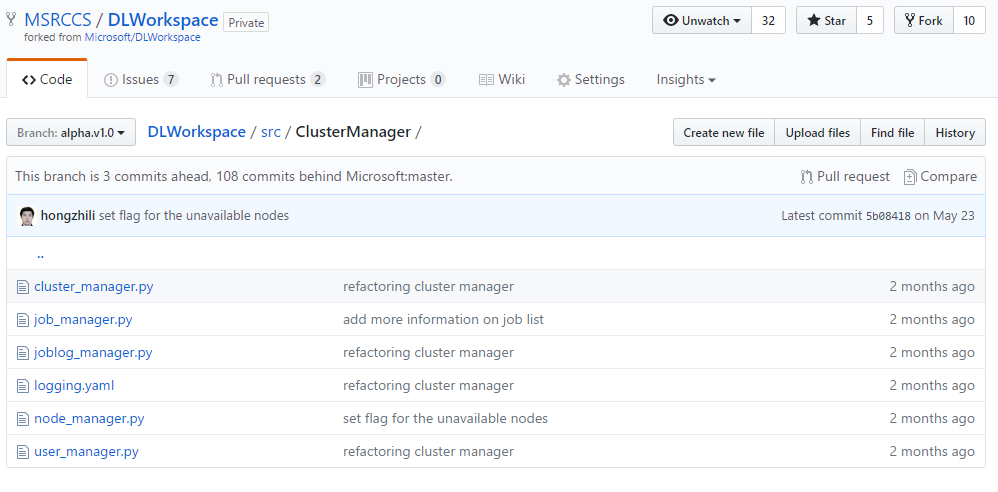 MSRCCS / DLWorkspace Private Unwatch 32 Star 5 Fork 10
forked from Microsoft/DLWorkspace
Code Issues 7 Pull requests 2 Projects 0 Wiki Settings Insights
Branch: alpha.v1.0 DLWorkspace / src / ClusterManager / Create new file Upload files Find file History
This branch is 3 commits ahead, 108 commits behind Microsoft:master. Pull request Compare
hongzhili set flag for the unavailable nodes Latest commit 5b08418 on May 23
..
cluster_manager.py refactoring cluster manager 2 months ago
job_manager.py add more information on job list 2 months ago
joblog_manager.py refactoring cluster manager 2 months ago
logging.yaml refactoring cluster manager 2 months ago
node_manager.py set flag for the unavailable nodes 2 months ago
user_manager.py refactoring cluster manager 2 months ago